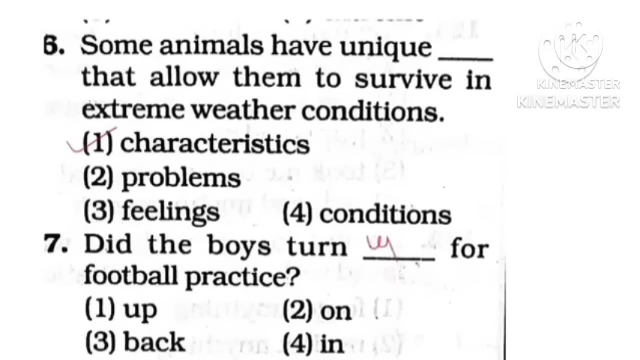 6. Some animals have unique ____
that allow them to survive in
extreme weather conditions.
(1) characteristics
(2) problems
(3) feelings (4) conditions
7. Did the boys turn ____ for
football practice?
(1) up (2) on
(3) back (4) in
KINEMASTER
KINEMASTER